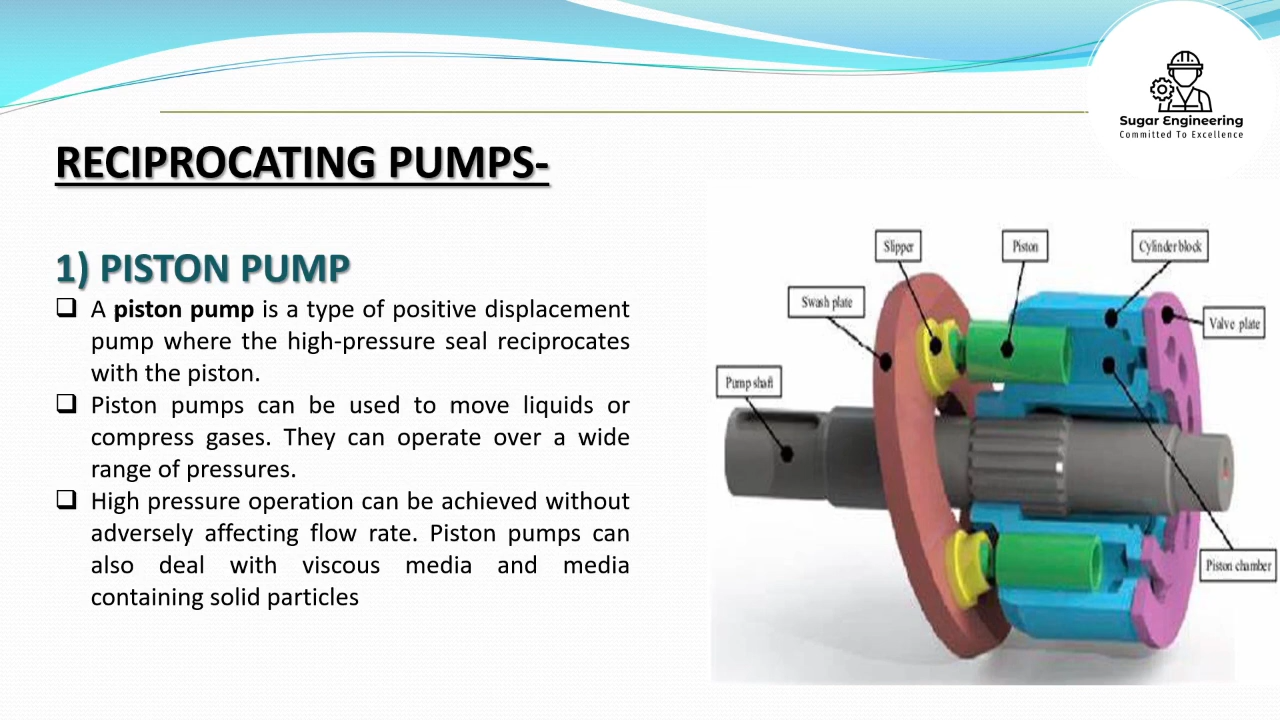 Sugar Engineering
Committed To Excellence
RECIPROCATING PUMPS-
1) PISTON PUMP
❑ A piston pump is a type of positive displacement
pump where the high-pressure seal reciprocates
with the piston.
❑ Piston pumps can be used to move liquids or
compress gases. They can operate over a wide
range of pressures.
❑ High pressure operation can be achieved without
adversely affecting flow rate. Piston pumps can
also deal with viscous media and media
containing solid particles
Slipper
Piston
Cylinder block
Swash plate
Valve plate
Pump shaft
Piston chamber